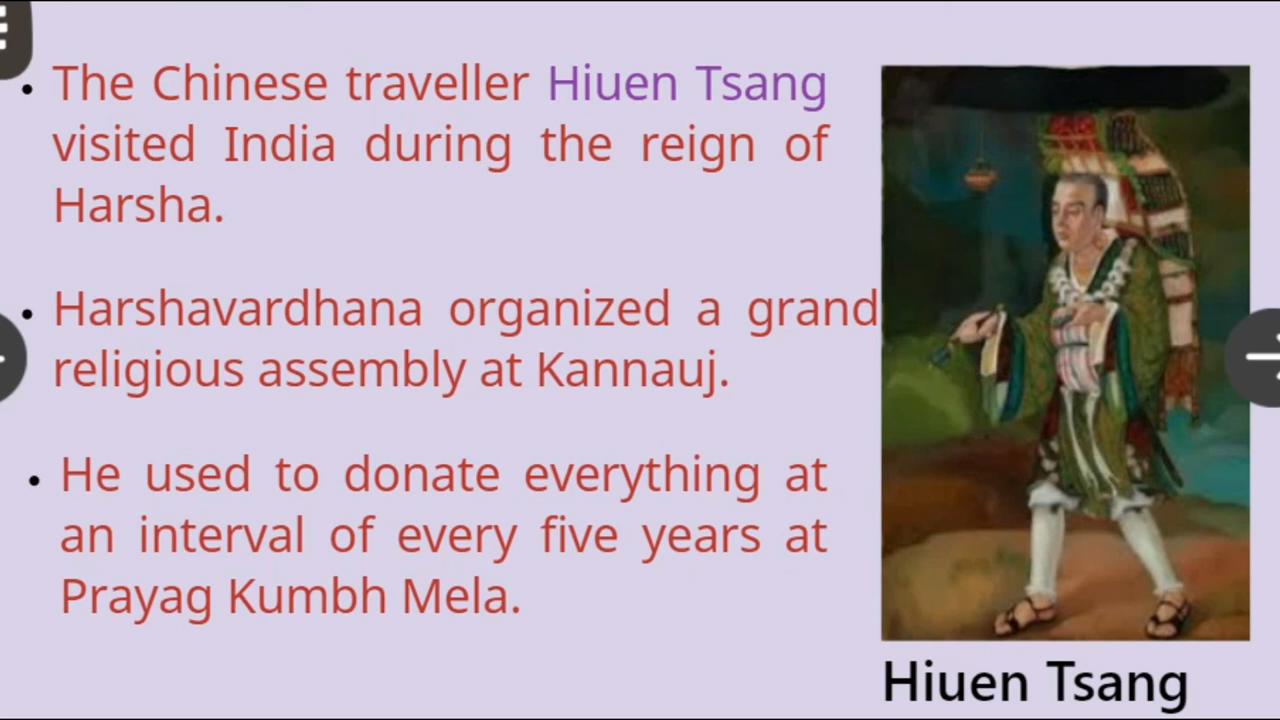 • The Chinese traveller Hiuen Tsang
visited India during the reign of
Harsha.
• Harshavardhana organized a grand
religious assembly at Kannauj.
• He used to donate everything at
an interval of every five years at
Prayag Kumbh Mela.
Hiuen Tsang